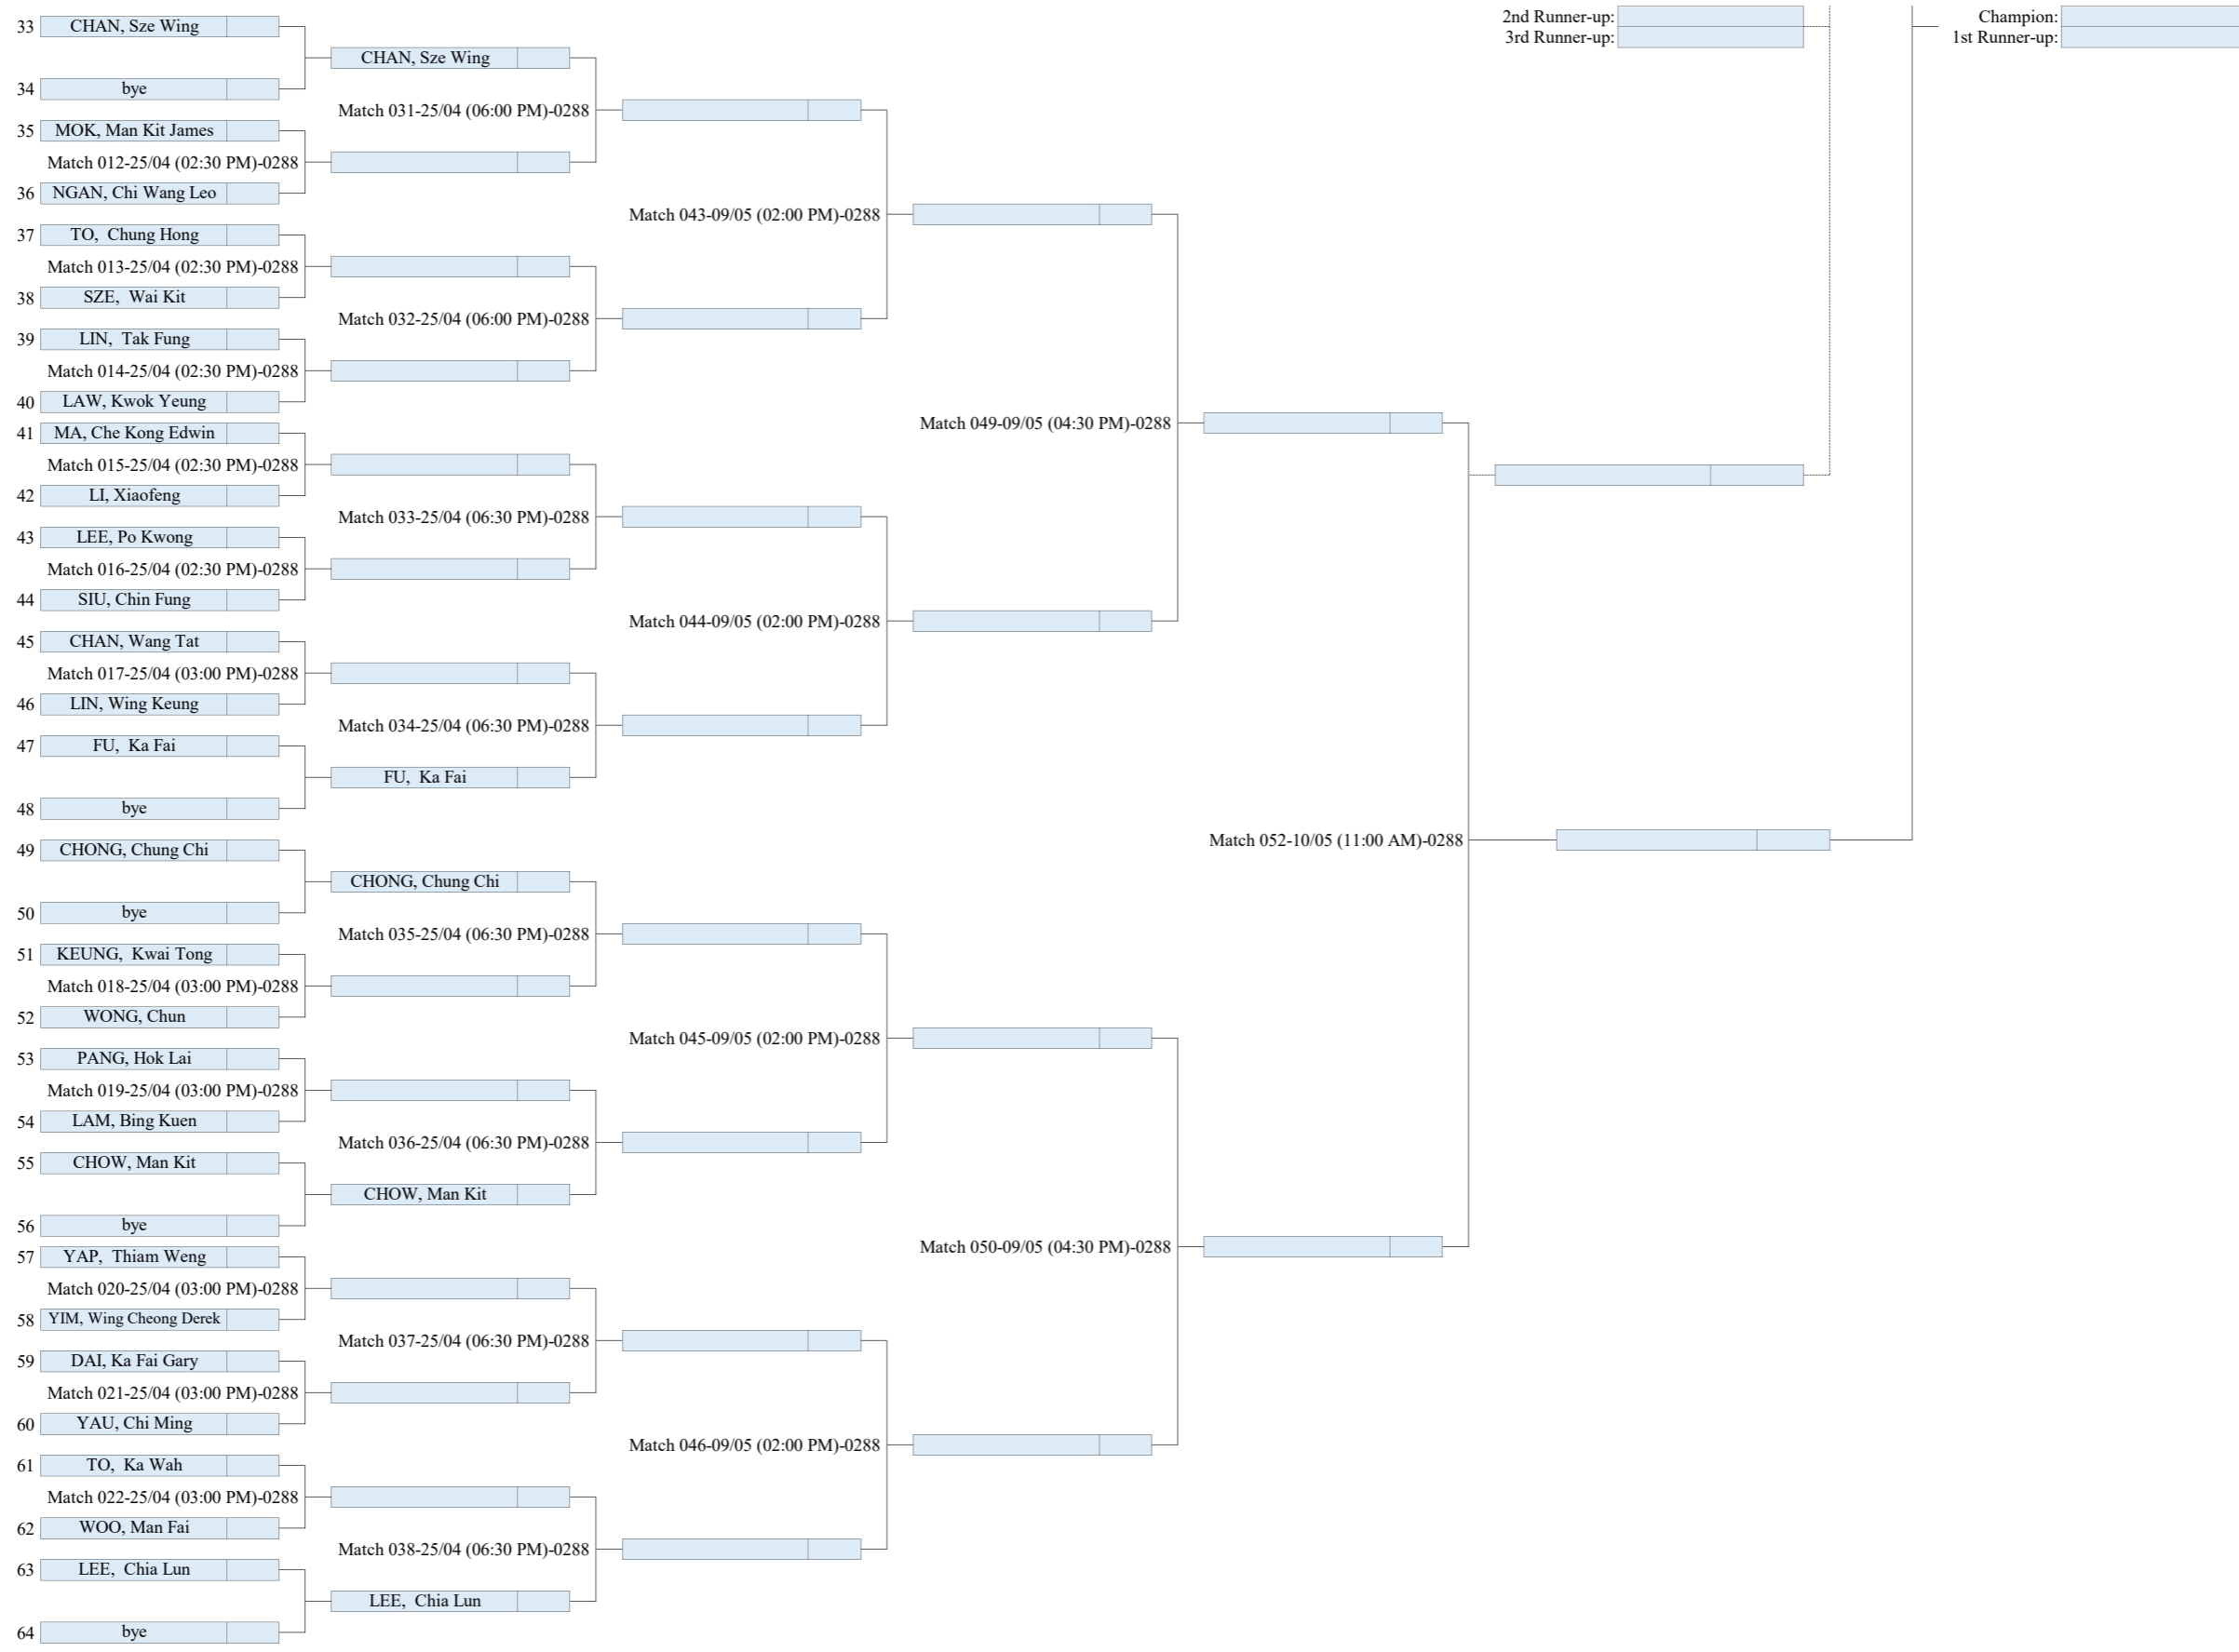 33 CHAN, Sze Wing
2nd Runner-up:
Champion:
3rd Runner-up:
1st Runner-up:
CHAN, Sze Wing
34 bye
Match 031-25/04 (06:00 PM)-0288
35 MOK, Man Kit James
Match 012-25/04 (02:30 PM)-0288
36 NGAN, Chi Wang Leo
Match 043-09/05 (02:00 PM)-0288
37 TO, Chung Hong
Match 013-25/04 (02:30 PM)-0288
38 SZE, Wai Kit
Match 032-25/04 (06:00 PM)-0288
39 LIN, Tak Fung
Match 014-25/04 (02:30 PM)-0288
40 LAW, Kwok Yeung
Match 049-09/05 (04:30 PM)-0288
41 MA, Che Kong Edwin
Match 015-25/04 (02:30 PM)-0288
42 LI, Xiaofeng
Match 033-25/04 (06:30 PM)-0288
43 LEE, Po Kwong
Match 016-25/04 (02:30 PM)-0288
44 SIU, Chin Fung
Match 044-09/05 (02:00 PM)-0288
45 CHAN, Wang Tat
Match 017-25/04 (03:00 PM)-0288
46 LIN, Wing Keung
Match 034-25/04 (06:30 PM)-0288
47 FU, Ka Fai
FU, Ka Fai
48 bye
Match 052-10/05 (11:00 AM)-0288
49 CHONG, Chung Chi
CHONG, Chung Chi
50 bye
Match 035-25/04 (06:30 PM)-0288
51 KEUNG, Kwai Tong
Match 018-25/04 (03:00 PM)-0288
52 WONG, Chun
Match 045-09/05 (02:00 PM)-0288
53 PANG, Hok Lai
Match 019-25/04 (03:00 PM)-0288
54 LAM, Bing Kuen
Match 036-25/04 (06:30 PM)-0288
55 CHOW, Man Kit
CHOW, Man Kit
56 bye
Match 050-09/05 (04:30 PM)-0288
57 YAP, Thiam Weng
Match 020-25/04 (03:00 PM)-0288
58 YIM, Wing Cheong Derek
Match 037-25/04 (06:30 PM)-0288
59 DAI, Ka Fai Gary
Match 021-25/04 (03:00 PM)-0288
60 YAU, Chi Ming
Match 046-09/05 (02:00 PM)-0288
61 TO, Ka Wah
Match 022-25/04 (03:00 PM)-0288
62 WOO, Man Fai
Match 038-25/04 (06:30 PM)-0288
63 LEE, Chia Lun
LEE, Chia Lun
64 bye